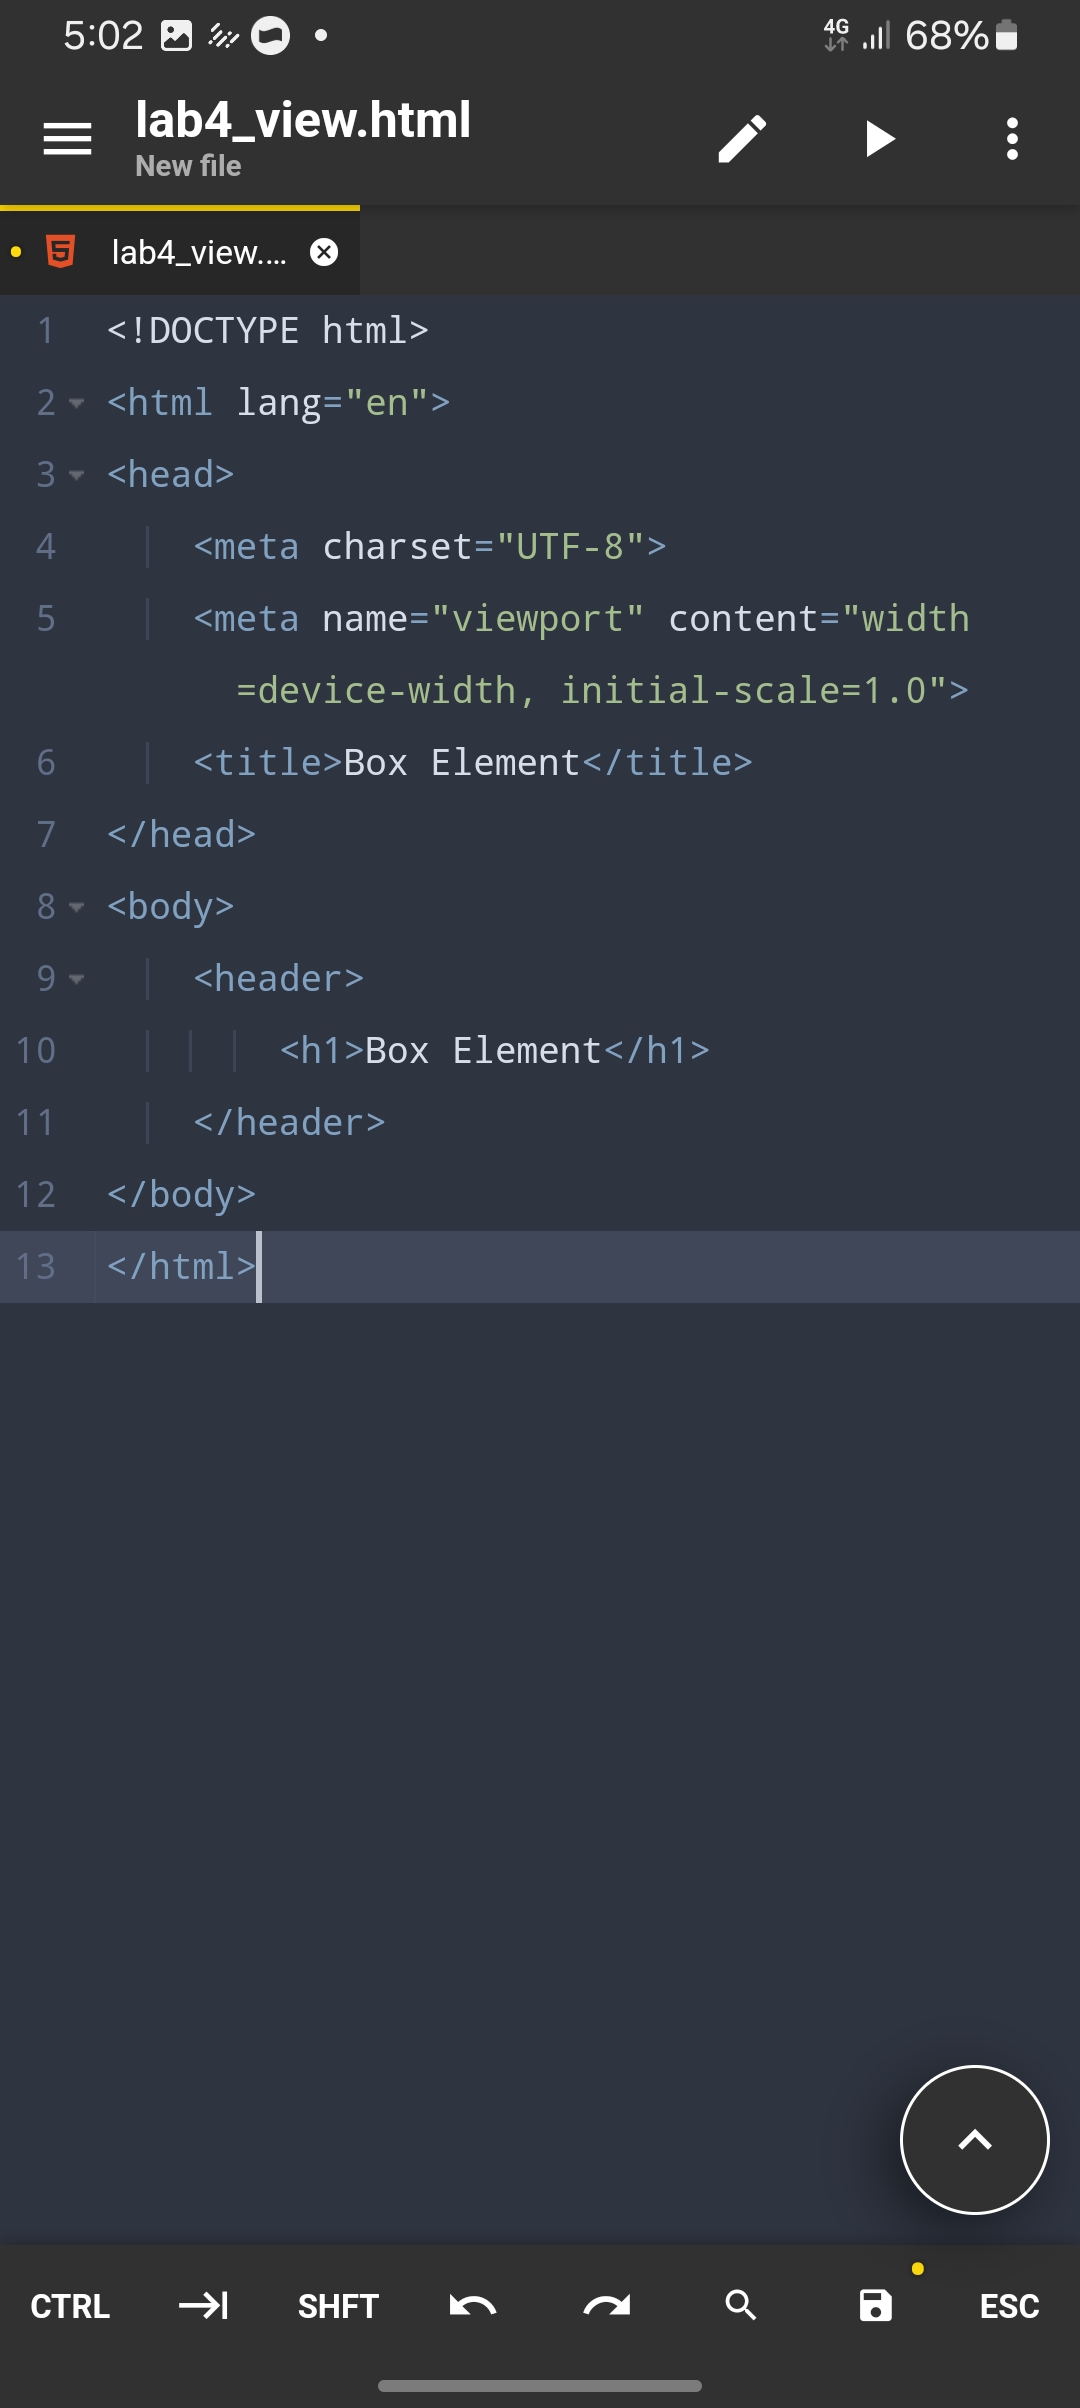 5:02 4G 68%
lab4_view.html
New file
lab4_view....
1 <!DOCTYPE html>
2 <html lang="en">
3 <head>
4     <meta charset="UTF-8">
5     <meta name="viewport" content="width
=device-width, initial-scale=1.0">
6     <title>Box Element</title>
7 </head>
8 <body>
9     <header>
10         <h1>Box Element</h1>
11     </header>
12 </body>
13 </html>
CTRL SHFT ESC